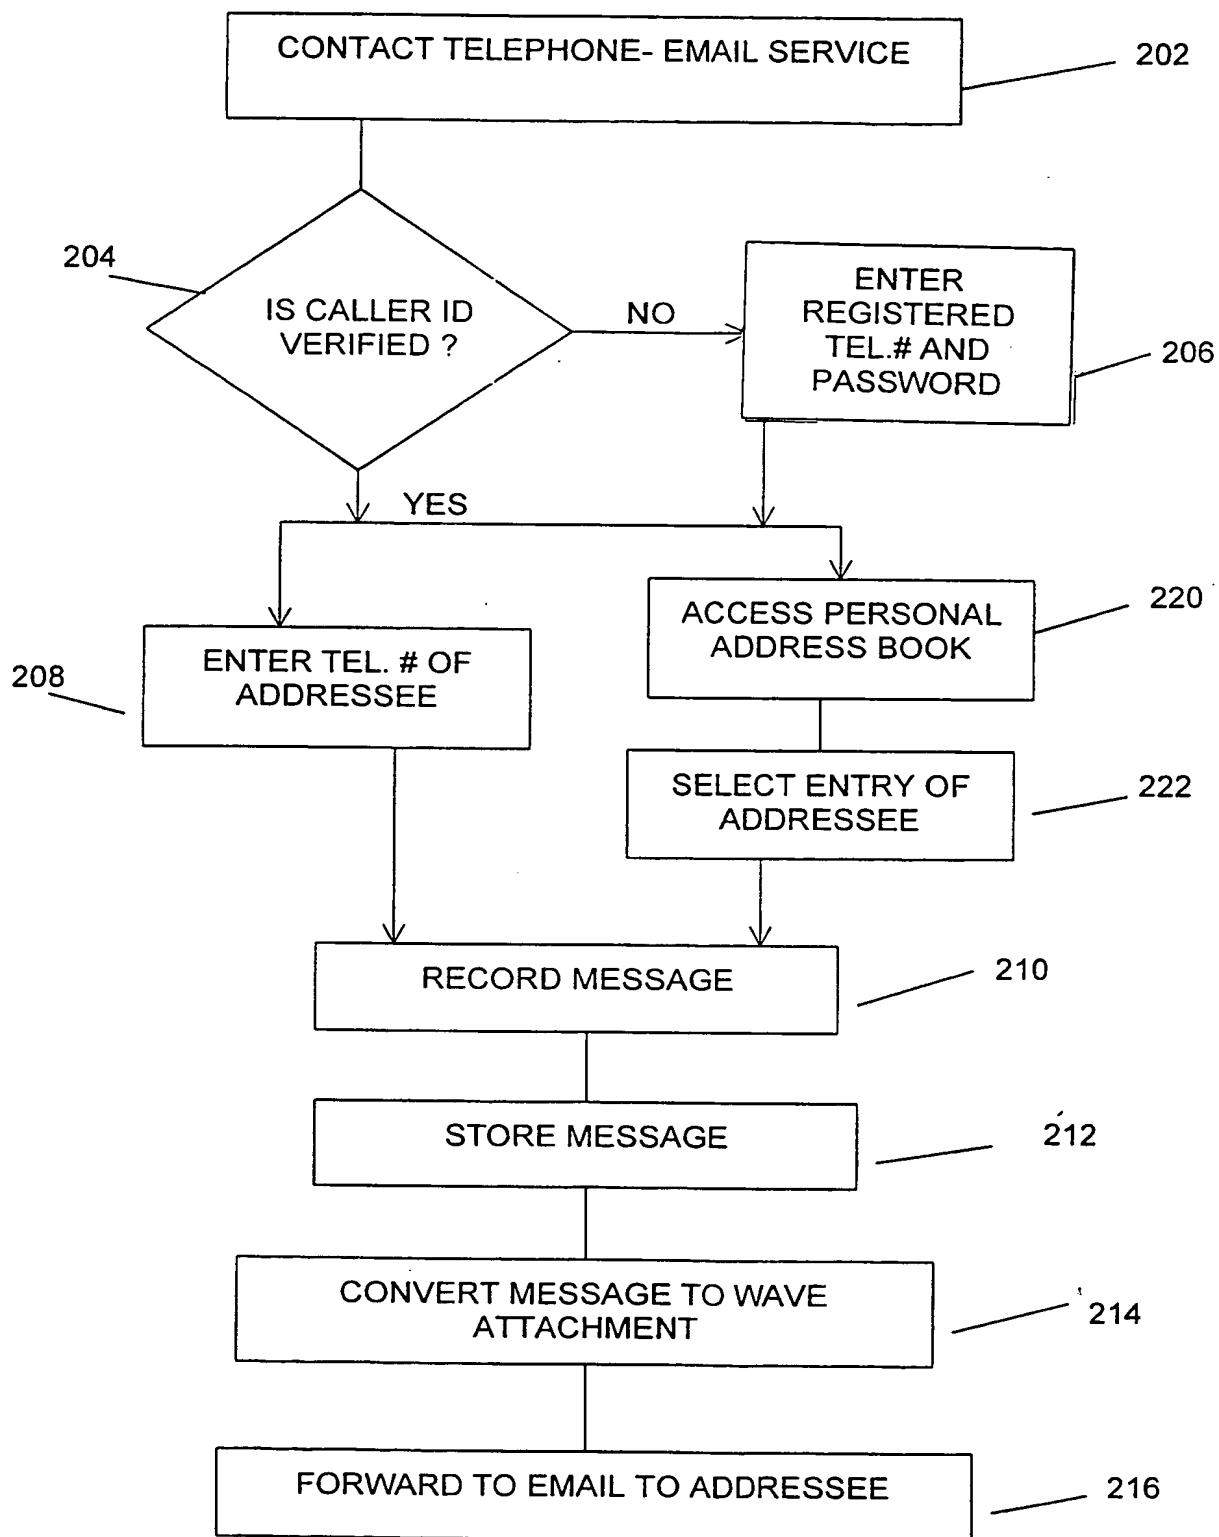 CONTACT TELEPHONE- EMAIL SERVICE
202
204
IS CALLER ID
VERIFIED ?
NO
ENTER
REGISTERED
TEL.# AND
PASSWORD
206
YES
208
ENTER TEL. # OF
ADDRESSEE
ACCESS PERSONAL
ADDRESS BOOK
220
SELECT ENTRY OF
ADDRESSEE
222
RECORD MESSAGE
210
STORE MESSAGE
212
CONVERT MESSAGE TO WAVE
ATTACHMENT
214
FORWARD TO EMAIL TO ADDRESSEE
216